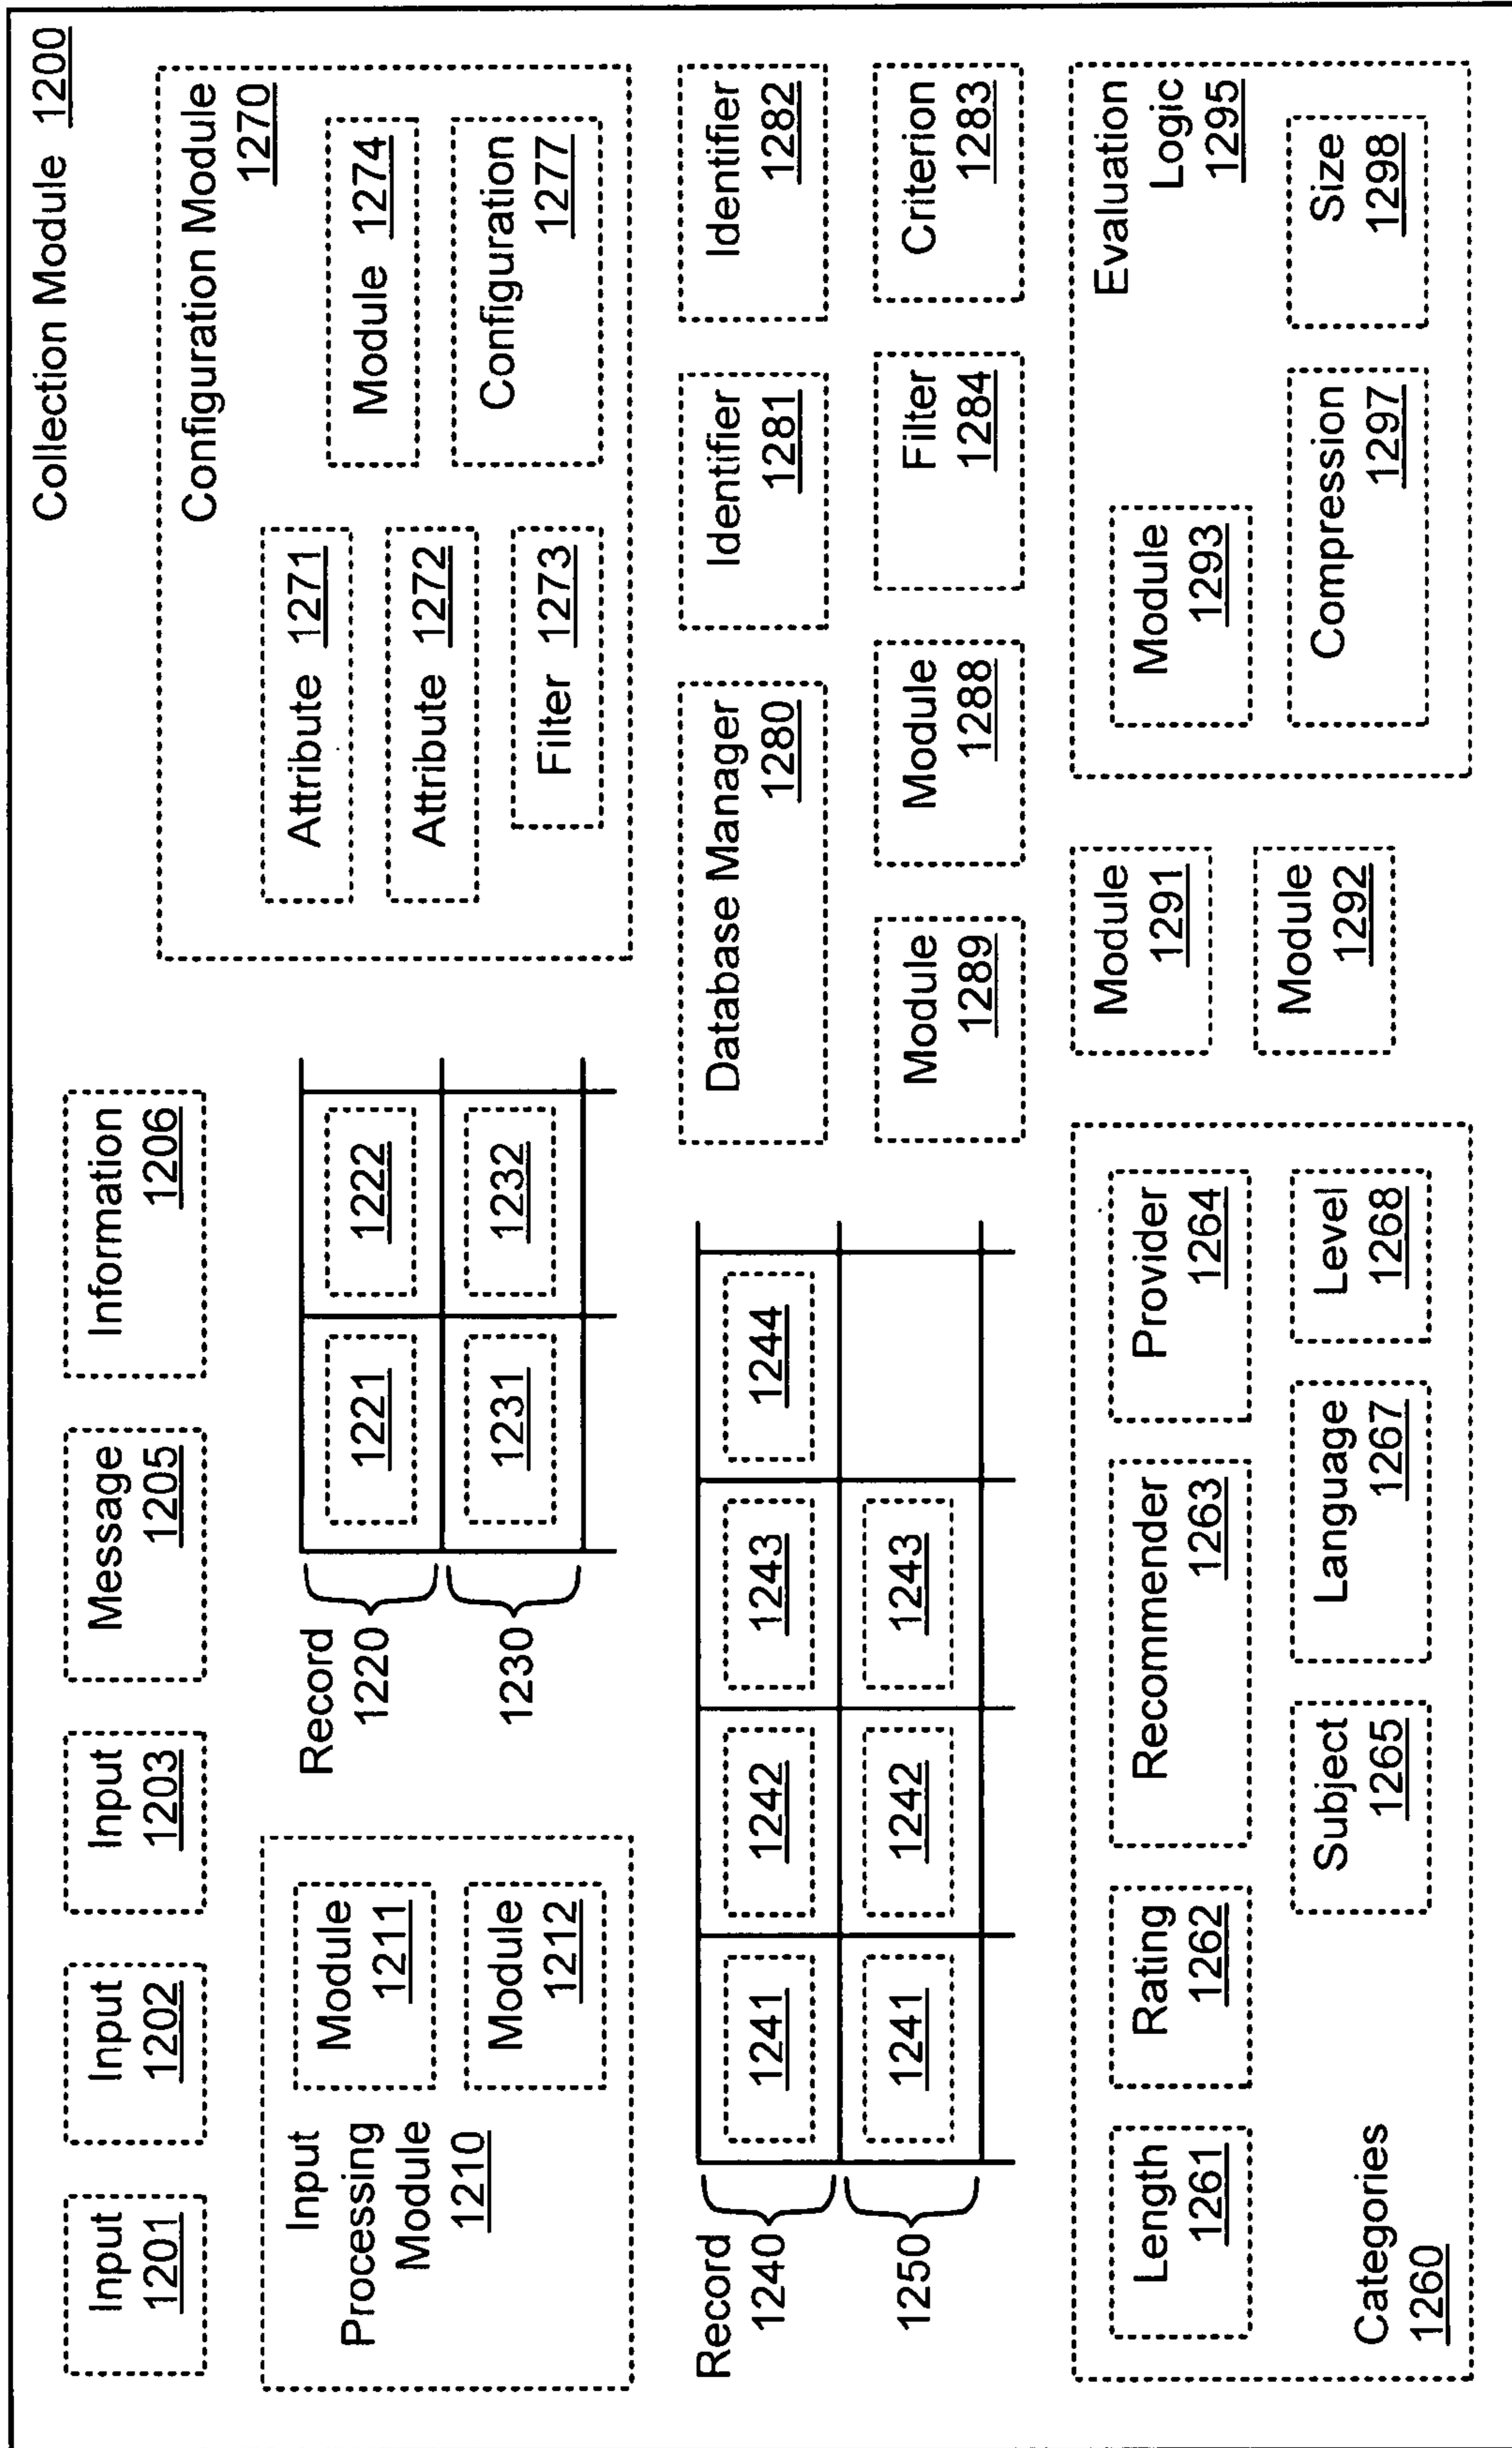 Collection Module 1200
Input
1201
Input
1202
Input
1203
Message
1205
Information
1206
Configuration Module
1270
Attribute 1271
Attribute 1272
Filter 1273
Module 1274
Configuration
1277
Input
Processing
Module
1210
Module
1211
Module
1212
Record
1220
1230
1221
1222
1231
1232
Record
1240
1250
1241
1242
1243
1244
1241
1242
1243
Database Manager
1280
Identifier
1281
Identifier
1282
Module
1289
Module
1288
Filter
1284
Criterion
1283
Categories
1260
Length
1261
Rating
1262
Recommender
1263
Provider
1264
Subject
1265
Language
1267
Level
1268
Module
1291
Module
1292
Evaluation
Logic
1295
Module
1293
Compression
1297
Size
1298